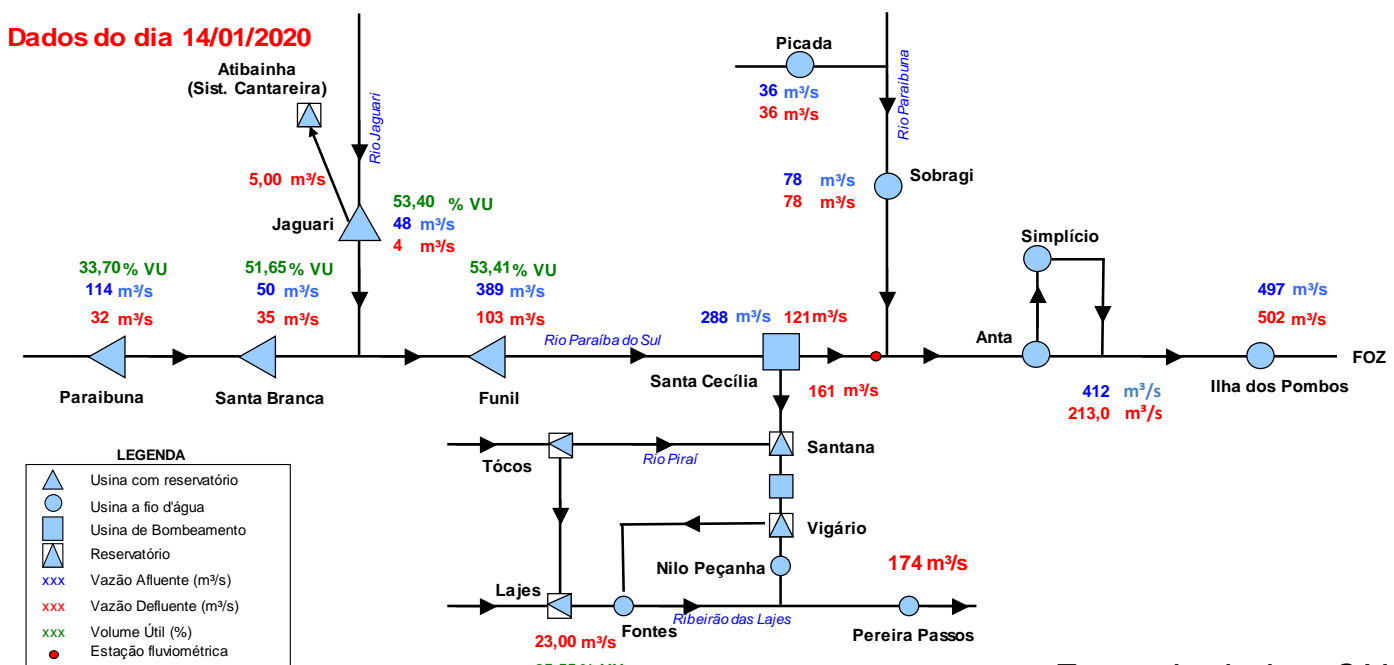 Dados do dia 14/01/2020
Atibainha
(Sist. Cantareira)
Rio Jaguari
5,00 m³/s
Jaguari
53,40 % VU
48 m³/s
4 m³/s
Picada
36 m³/s
36 m³/s
Rio Paraibuna
78 m³/s
78 m³/s
Sobragi
Simplício
33,70% VU
114 m³/s
32 m³/s
Paraibuna
51,65% VU
50 m³/s
35 m³/s
Santa Branca
53,41% VU
389 m³/s
103 m³/s
Funil
Rio Paraíba do Sul
288 m³/s
121 m³/s
Santa Cecília
161 m³/s
Anta
412 m³/s
213,0 m³/s
497 m³/s
502 m³/s
Ilha dos Pombos
FOZ
Tócos
Rio Piraí
Santana
Vigário
Nilo Peçanha
174 m³/s
Lajes
Fontes
Ribeirão das Lajes
Pereira Passos
23,00 m³/s
LEGENDA
Usina com reservatório
Usina a fio d'água
Usina de Bombeamento
Reservatório
xxx Vazão Afluente (m³/s)
xxx Vazão Defluente (m³/s)
xxx Volume Útil (%)
Estação fluviométrica